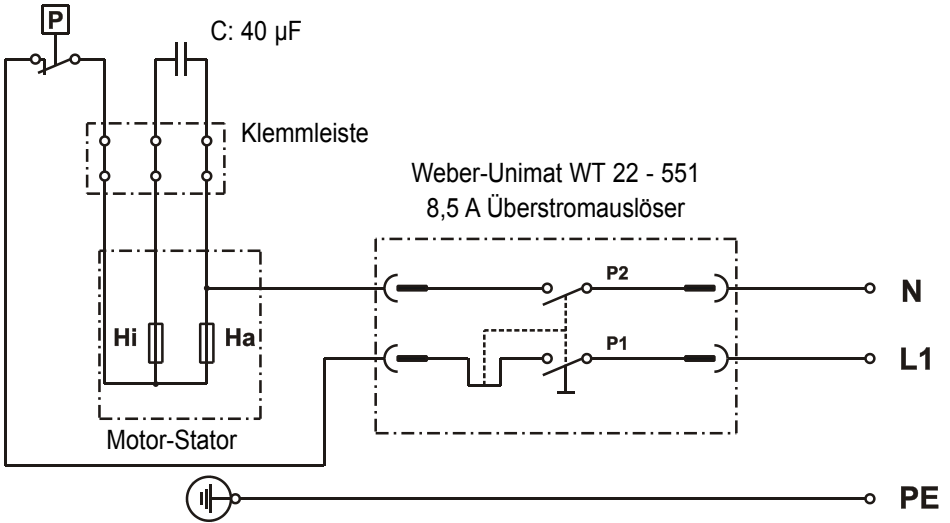 P
C: 40 µF
Klemmleiste
Weber-Unimat WT 22 - 551
8,5 A Überstromauslöser
P2
N
Hi
Ha
P1
L1
Motor-Stator
PE